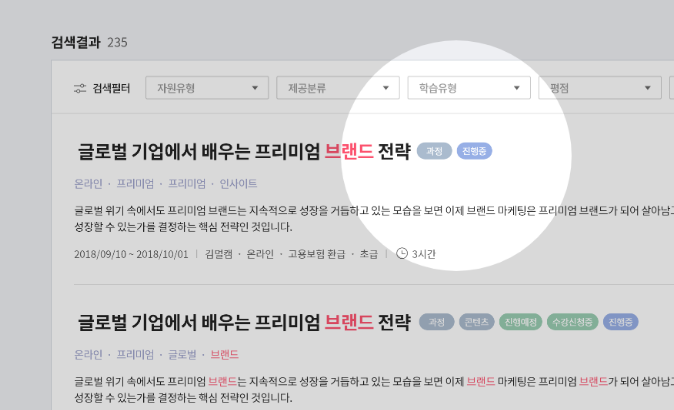 검색결과 235
검색필터 자원유형 제공분류 학습유형 평점
글로벌 기업에서 배우는 프리미엄 브랜드 전략 과정 진행중
온라인 · 프리미엄 · 프리미엄 · 인사이트
글로벌 위기 속에서도 프리미엄 브랜드는 지속적으로 성장을 거듭하고 있는 모습을 보면 이제 브랜드 마케팅은 프리미엄 브랜드가 되어 살아남고
성장할 수 있는가를 결정하는 핵심 전략인 것입니다.
2018/09/10 ~ 2018/10/01 김멀캠 · 온라인 · 고용보험 환급 · 초급 3시간
글로벌 기업에서 배우는 프리미엄 브랜드 전략 과정 콘텐츠 진행예정 수강신청중 진행중
온라인 · 프리미엄 · 글로벌 · 브랜드
글로벌 위기 속에서도 프리미엄 브랜드는 지속적으로 성장을 거듭하고 있는 모습을 보면 이제 브랜드 마케팅은 프리미엄 브랜드가 되어 살아남고
성장할 수 있는가를 결정하는 핵심 전략인 것입니다.